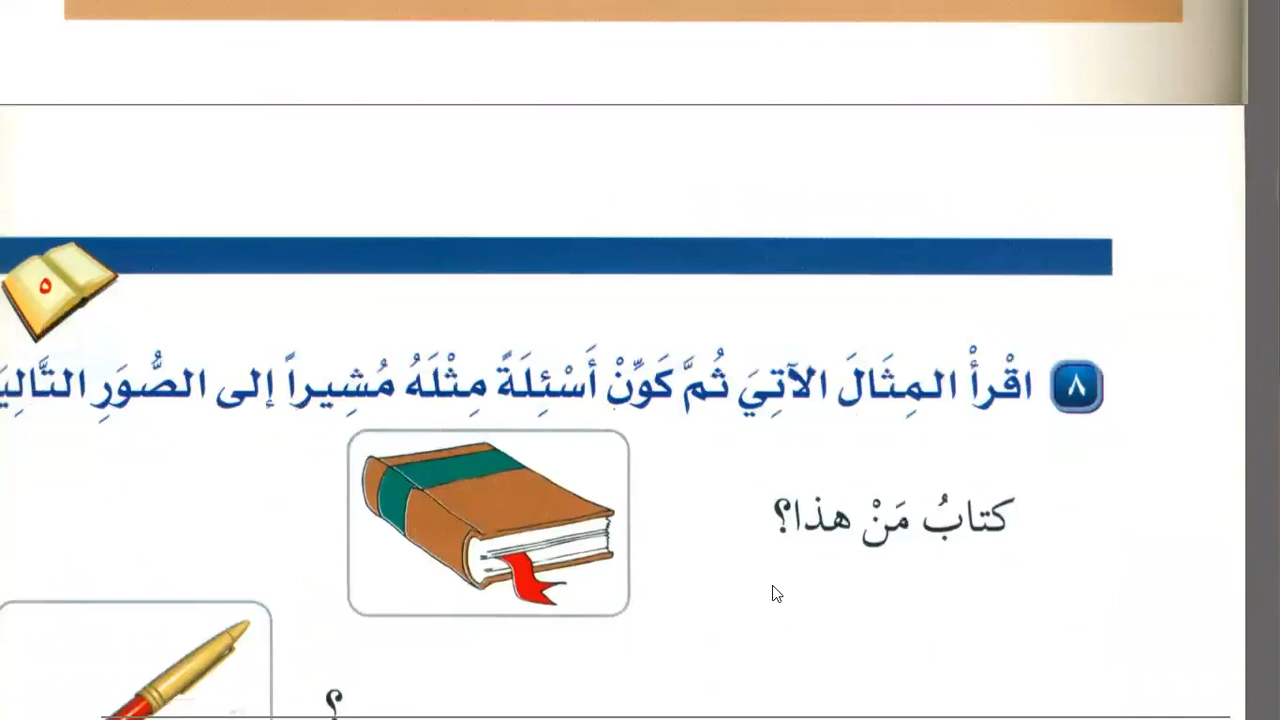 ٥
٨ اقْرأْ المِثَالَ الآتِيَ ثُمَّ كَوِّنْ أَسْئِلَةً مِثْلَهُ مُشِيراً إلى الصُّوَرِ
كتابُ مَنْ هذا؟
؟